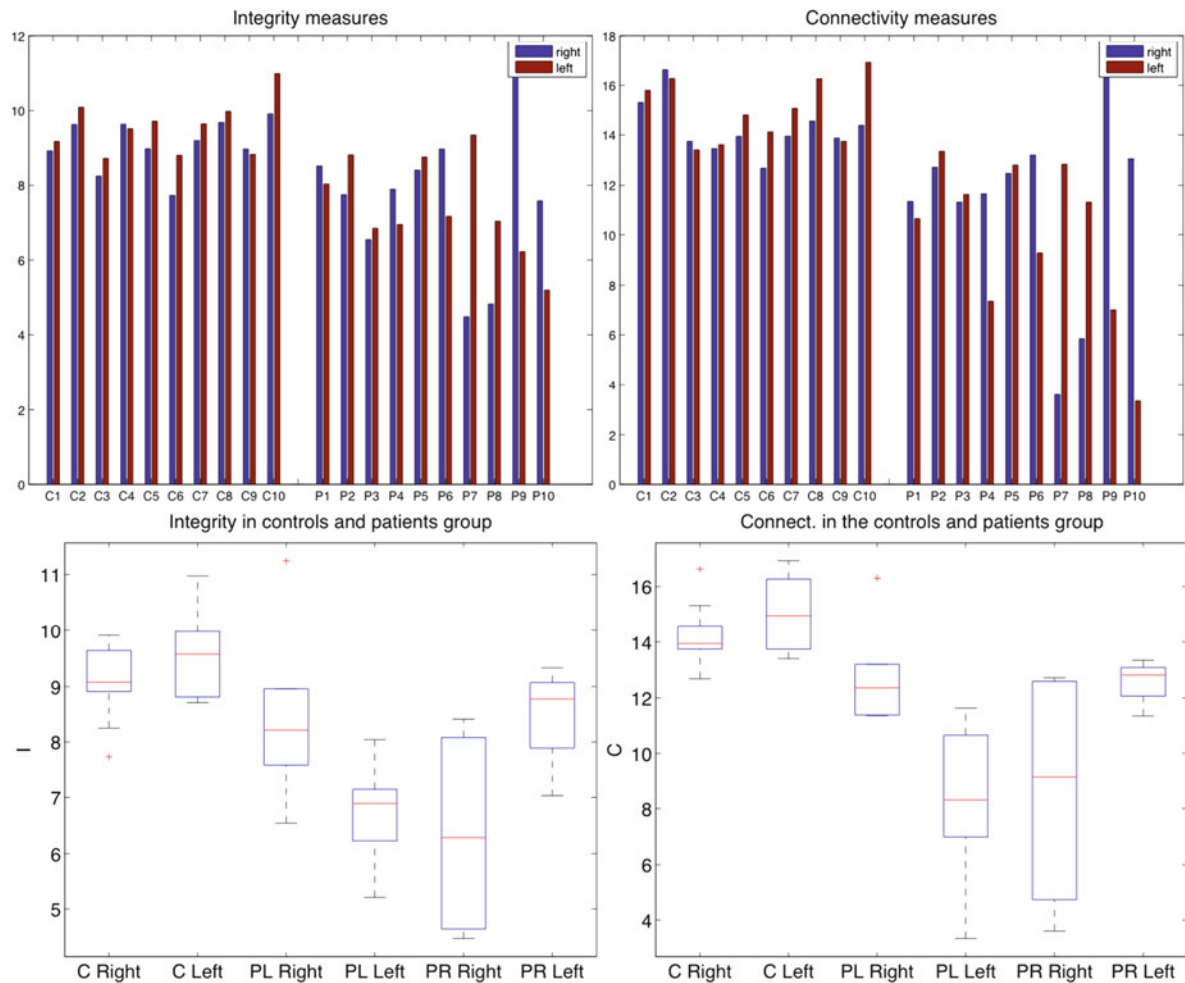 Integrity measures
12
10
8
6
4
2
0
right
left
C1 C2 C3 C4 C5 C6 C7 C8 C9 C10 P1 P2 P3 P4 P5 P6 P7 P8 P9 P10
Connectivity measures
18
16
14
12
10
8
6
4
2
0
right
left
C1 C2 C3 C4 C5 C6 C7 C8 C9 C10 P1 P2 P3 P4 P5 P6 P7 P8 P9 P10
Integrity in controls and patients group
11
10
9
8
7
6
5
I
C Right C Left PL Right PL Left PR Right PR Left
Connect. in the controls and patients group
16
14
12
10
8
6
4
C
C Right C Left PL Right PL Left PR Right PR Left